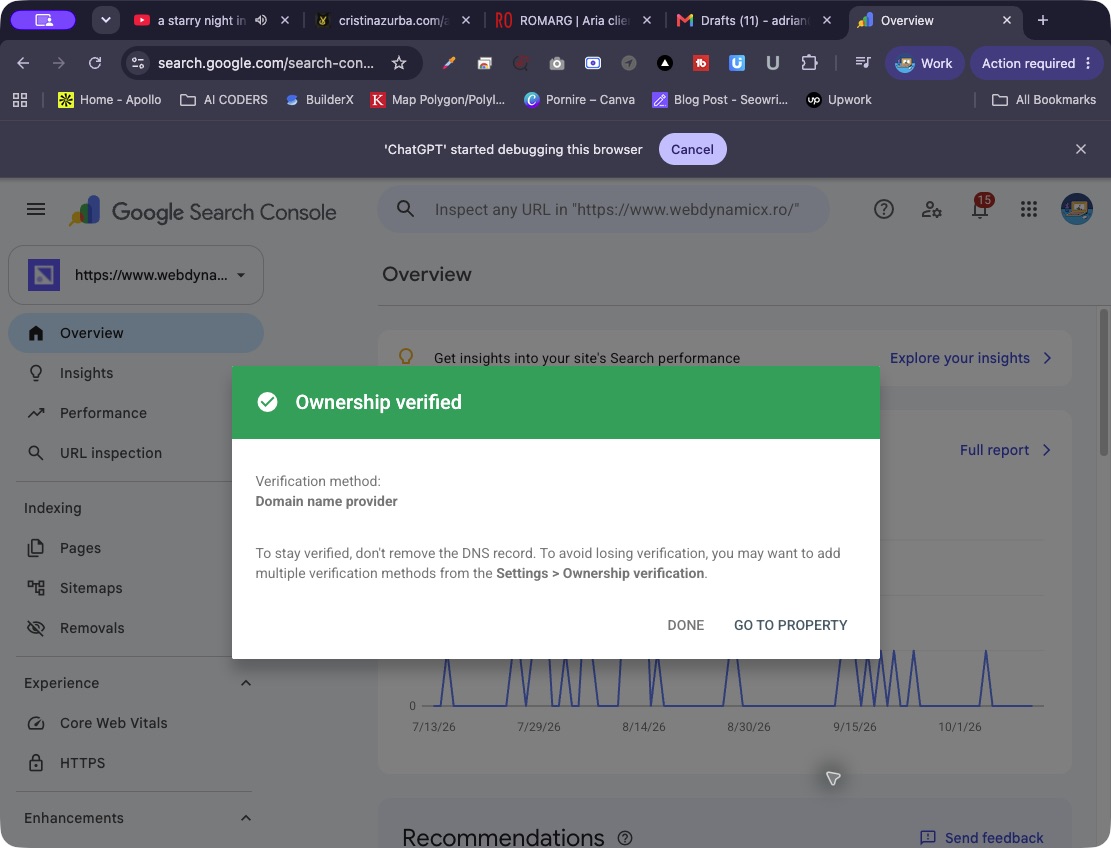 a starry night in
cristinazurba.com/a
RO ROMARG | Aria clie
Drafts (11) - adrian
Overview
search.google.com/search-con...
Work
Action required
Home - Apollo
AI CODERS
BuilderX
K Map Polygon/Polyl...
Pornire – Canva
Blog Post - Seowri...
up Upwork
All Bookmarks
'ChatGPT' started debugging this browser
Cancel
Google Search Console
Inspect any URL in "https://www.webdynamicx.ro/"
15
https://www.webdyna...
Overview
Overview
Insights
Performance
URL inspection
Indexing
Pages
Sitemaps
Removals
Experience
Core Web Vitals
HTTPS
Enhancements
Get insights into your site's Search performance
Explore your insights
Full report
Ownership verified
Verification method:
Domain name provider
To stay verified, don't remove the DNS record. To avoid losing verification, you may want to add
multiple verification methods from the Settings > Ownership verification.
DONE
GO TO PROPERTY
0
7/13/26
7/29/26
8/14/26
8/30/26
9/15/26
10/1/26
Recommendations
Send feedback